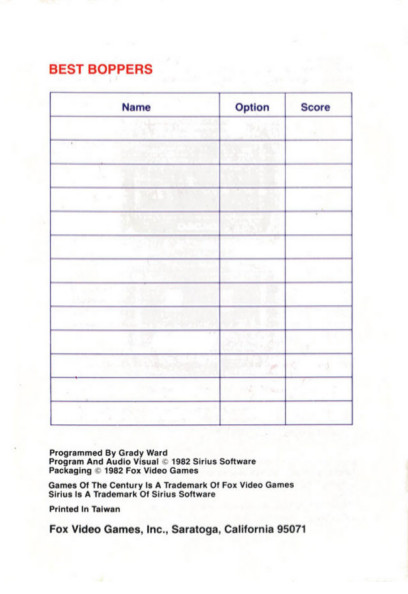 BEST BOPPERS
Name Option Score
Programmed By Grady Ward
Program And Audio Visual © 1982 Sirius Software
Packaging © 1982 Fox Video Games
Games Of The Century Is A Trademark Of Fox Video Games
Sirius Is A Trademark Of Sirius Software
Printed In Taiwan
Fox Video Games, Inc., Saratoga, California 95071